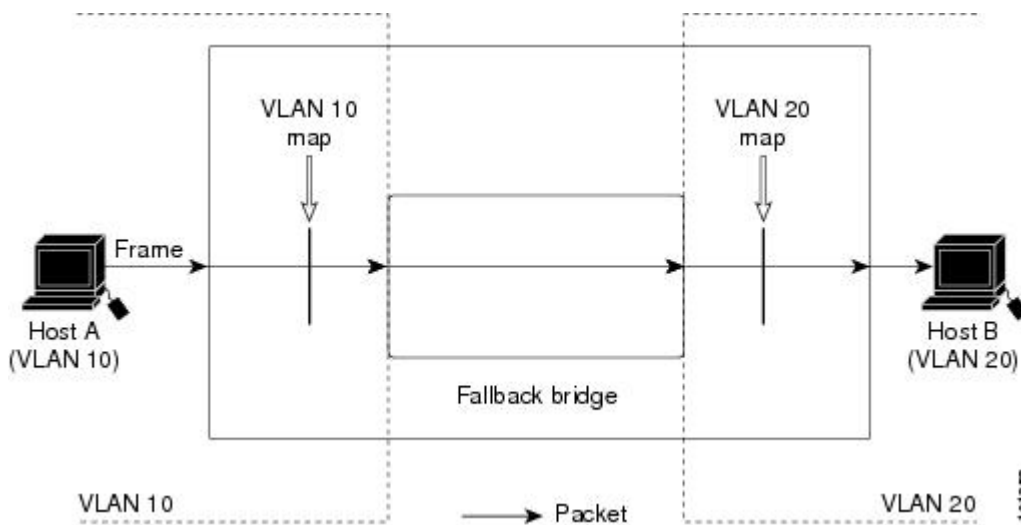 VLAN 10
map
VLAN 20
map
Frame
Host A
(VLAN 10)
Host B
(VLAN 20)
Fallback bridge
VLAN 10
Packet
VLAN 20